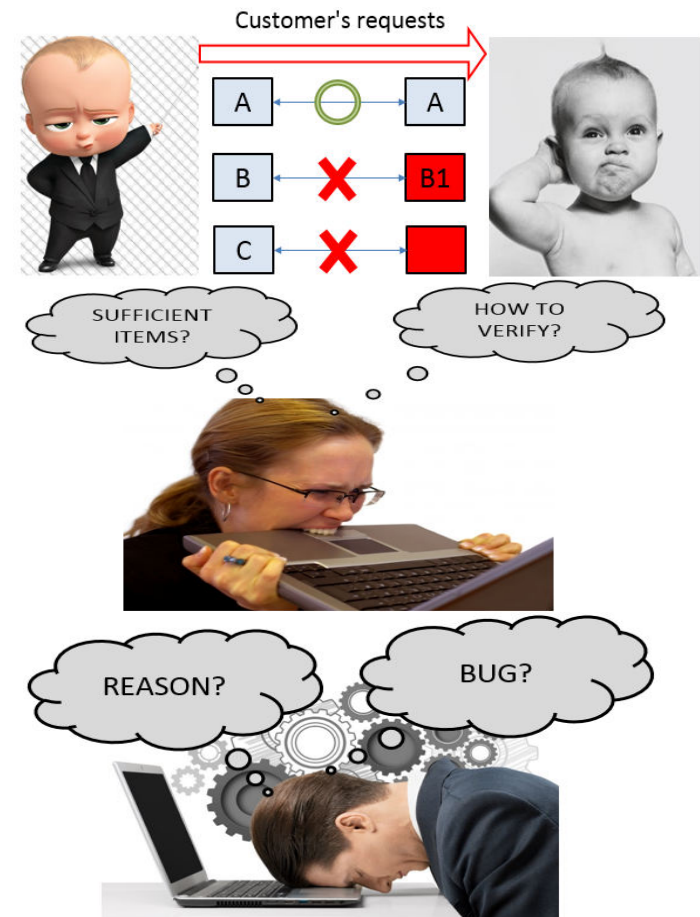 Customer's requests
A A
B B1
C
SUFFICIENT
ITEMS?
HOW TO
VERIFY?
REASON?
BUG?